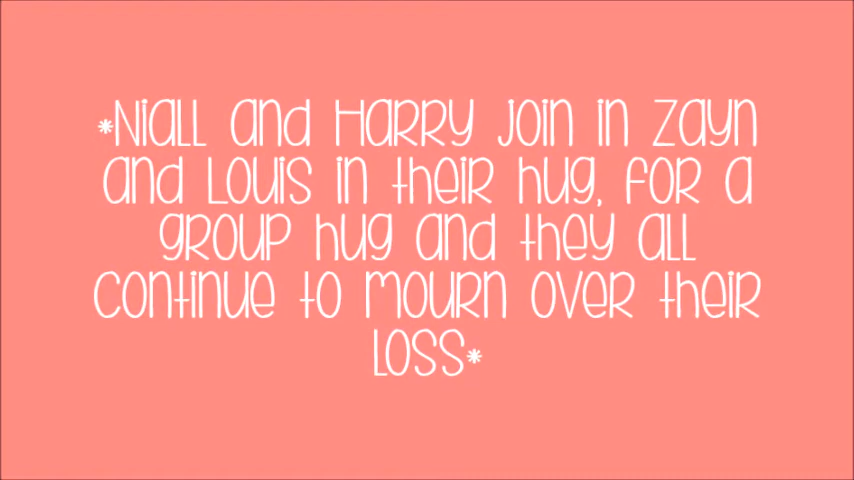 *Niall and Harry join in Zayn
and Louis in their hug, for a
group hug and they all
continue to mourn over their
loss*